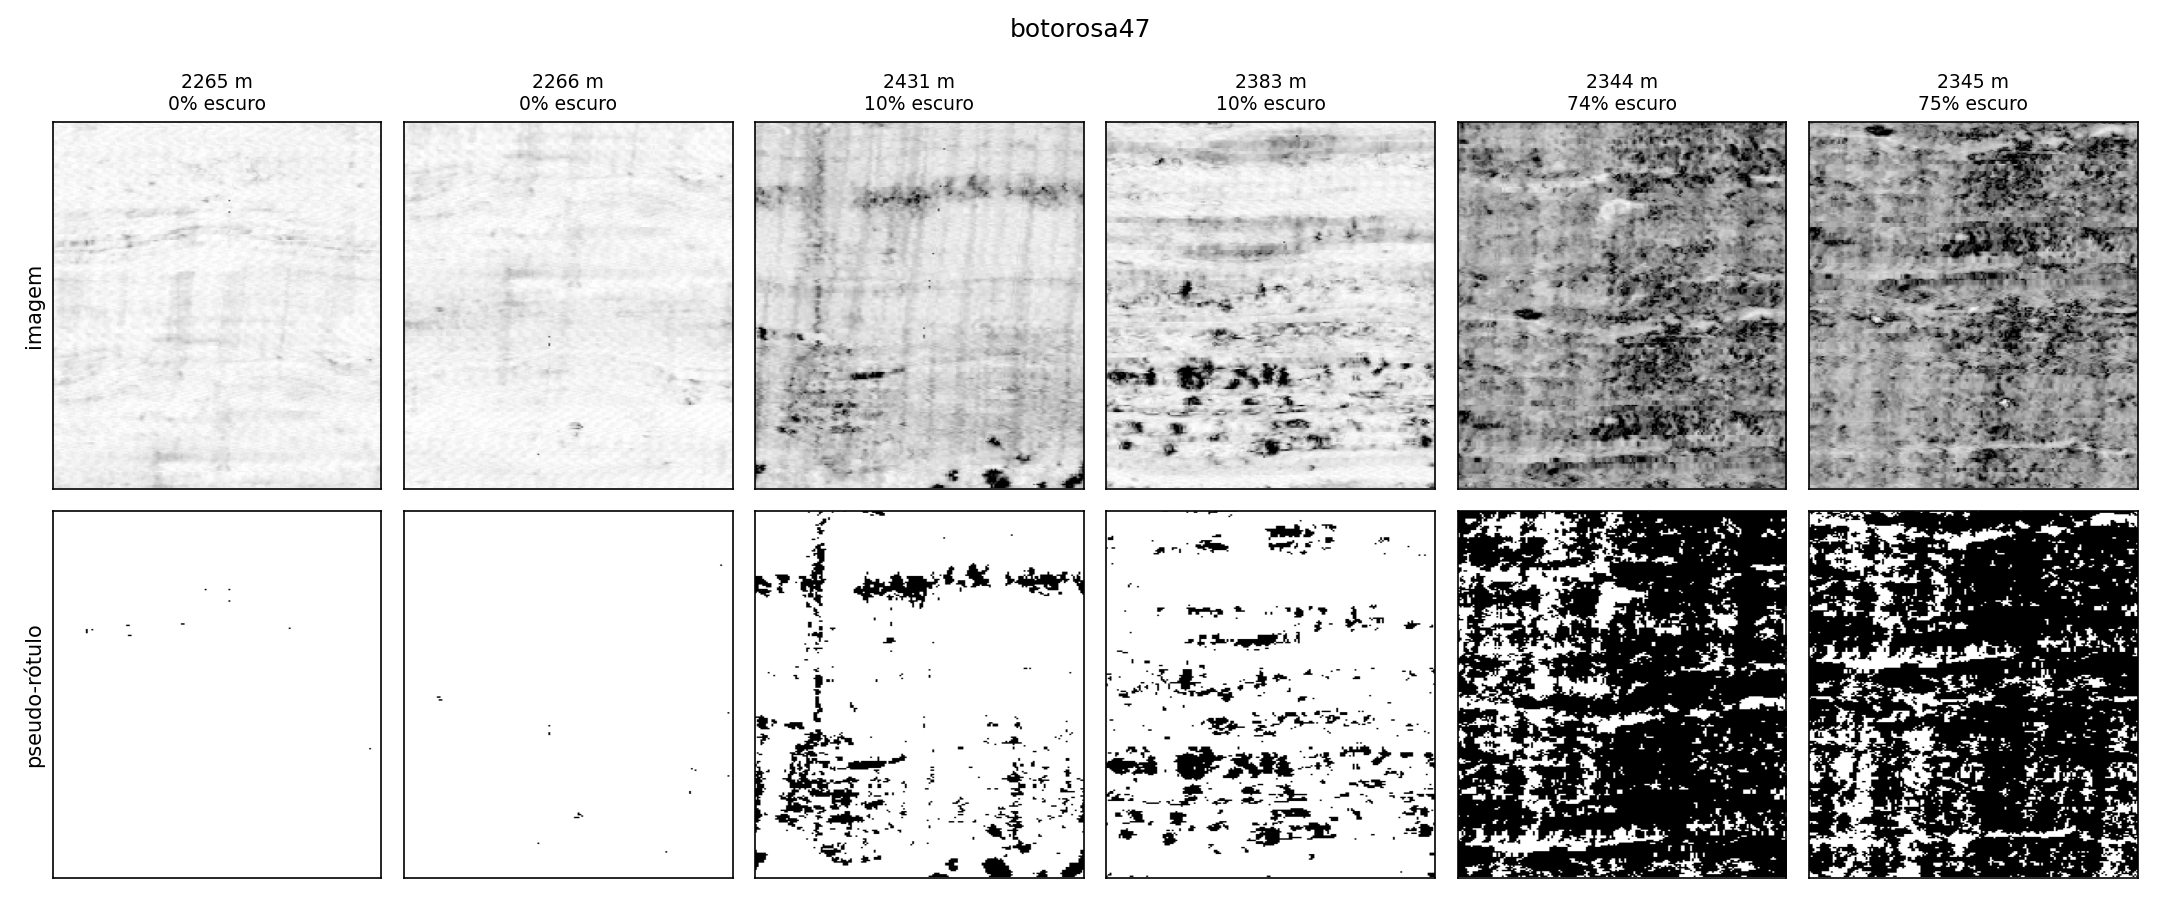 botorosa47
2265 m
0% escuro
2266 m
0% escuro
2431 m
10% escuro
2383 m
10% escuro
2344 m
74% escuro
2345 m
75% escuro
imagem
pseudo-rótulo